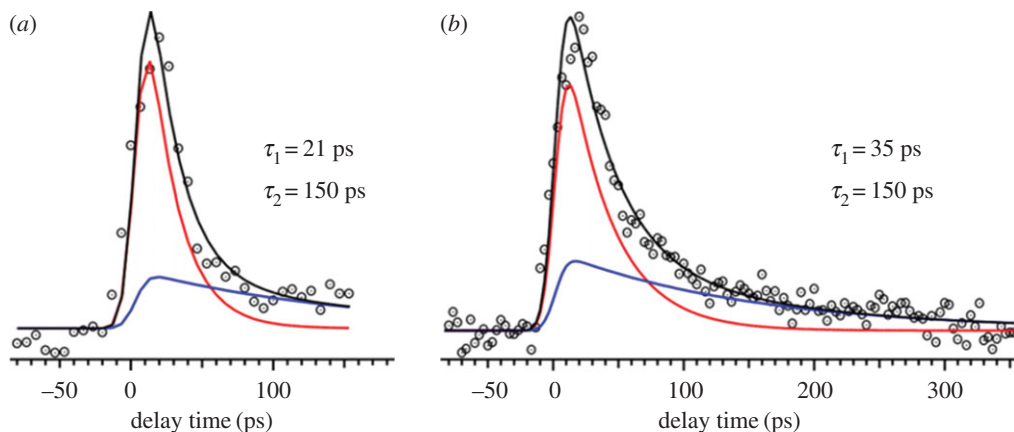 (a)
τ1 = 21 ps
τ2 = 150 ps
−50 0 100
delay time (ps)
(b)
τ1 = 35 ps
τ2 = 150 ps
−50 0 100 200 300
delay time (ps)